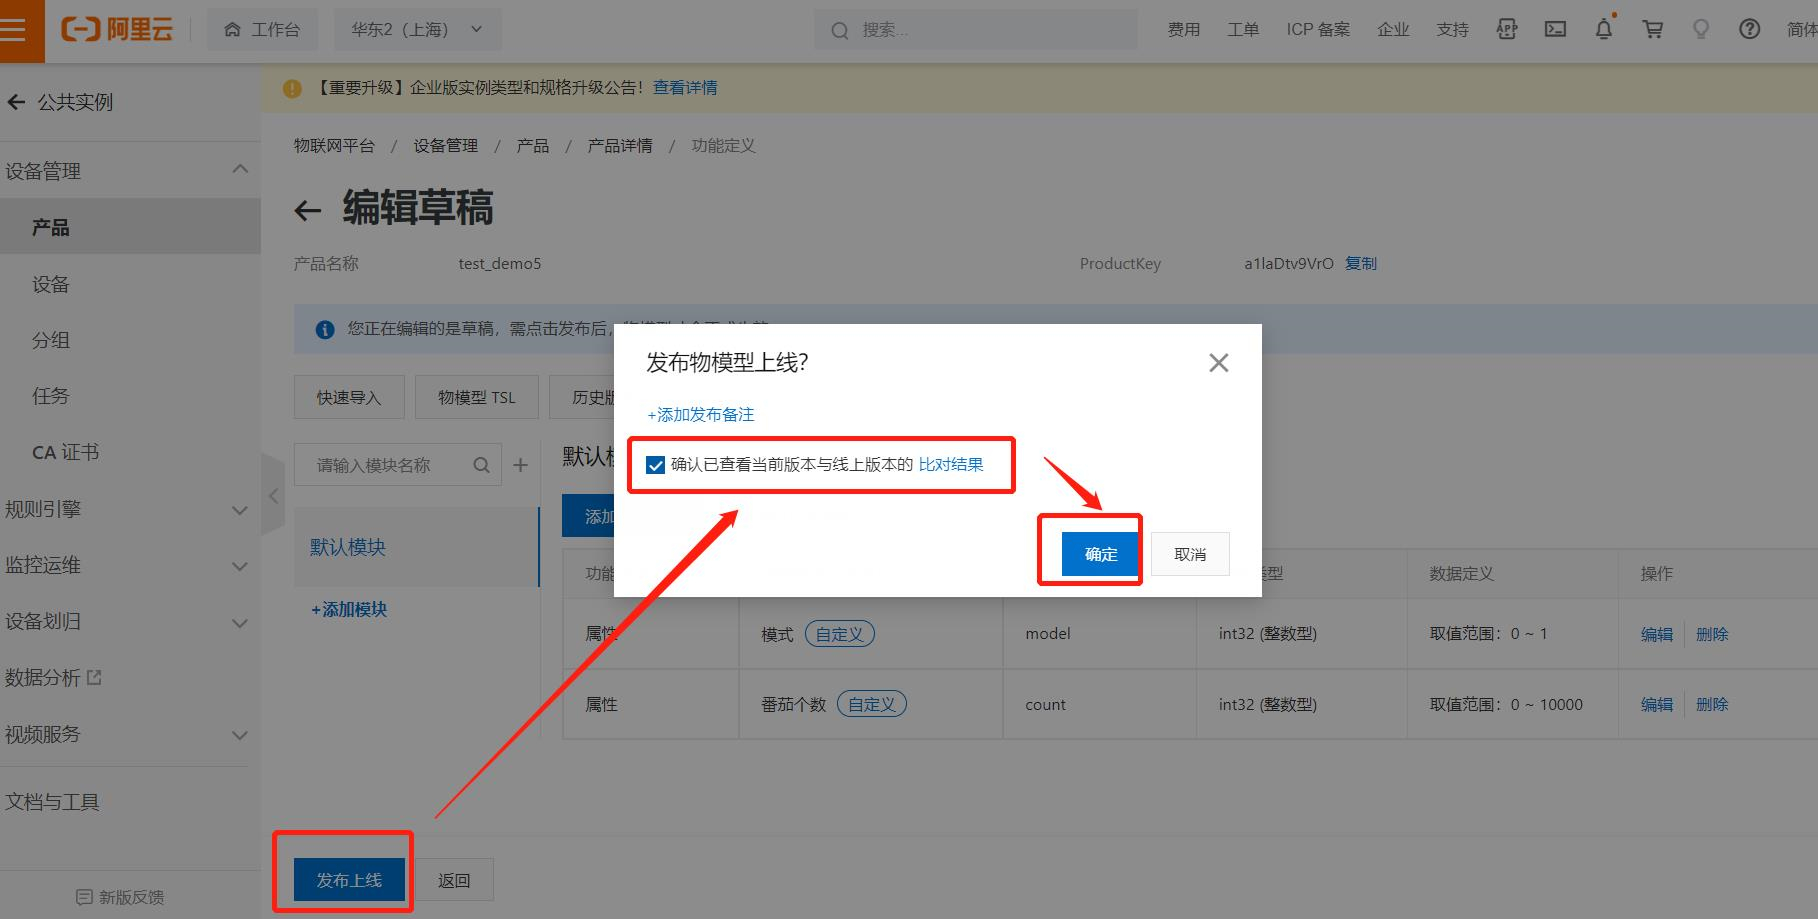 阿里云
工作台
华东2（上海）
搜索...
费用
工单
ICP 备案
企业
支持
APP
简体
公共实例
【重要升级】企业版实例类型和规格升级公告！查看详情
物联网平台 / 设备管理 / 产品 / 产品详情 / 功能定义
设备管理
产品
设备
分组
任务
CA 证书
规则引擎
监控运维
设备划归
数据分析
视频服务
文档与工具
新版反馈
编辑草稿
产品名称 test_demo5
ProductKey a1laDtv9VrO 复制
您正在编辑的是草稿，需点击发布后，
快速导入
物模型 TSL
历史版
请输入模块名称
默认模
默认模块
+添加模块
添加
发布物模型上线?
+添加发布备注
确认已查看当前版本与线上版本的 比对结果
确定
取消
功能 类型 数据定义 操作
属性 模式 自定义 model int32 (整数型) 取值范围：0 ~ 1 编辑 删除
属性 番茄个数 自定义 count int32 (整数型) 取值范围：0 ~ 10000 编辑 删除
发布上线
返回